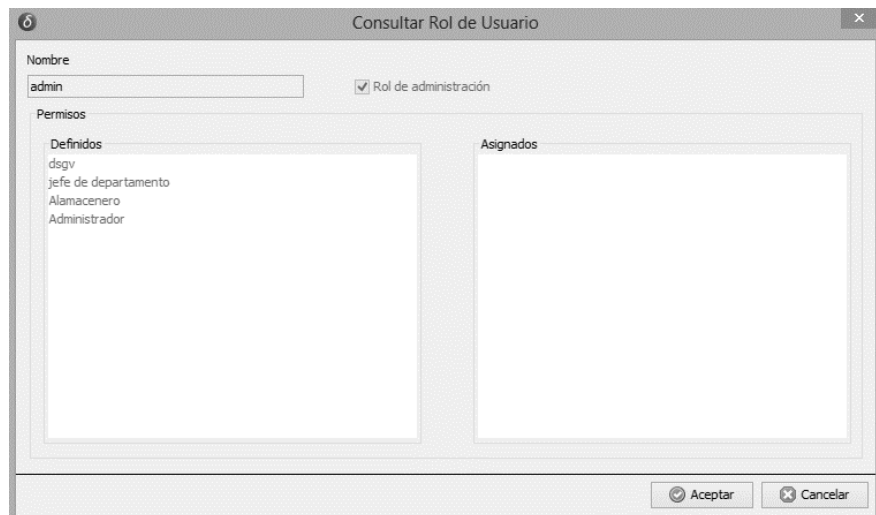 δ
Consultar Rol de Usuario
Nombre
admin
Rol de administración
Permisos
Definidos
Asignados
dsgv
jefe de departamento
Alamacenero
Administrador
Aceptar
Cancelar